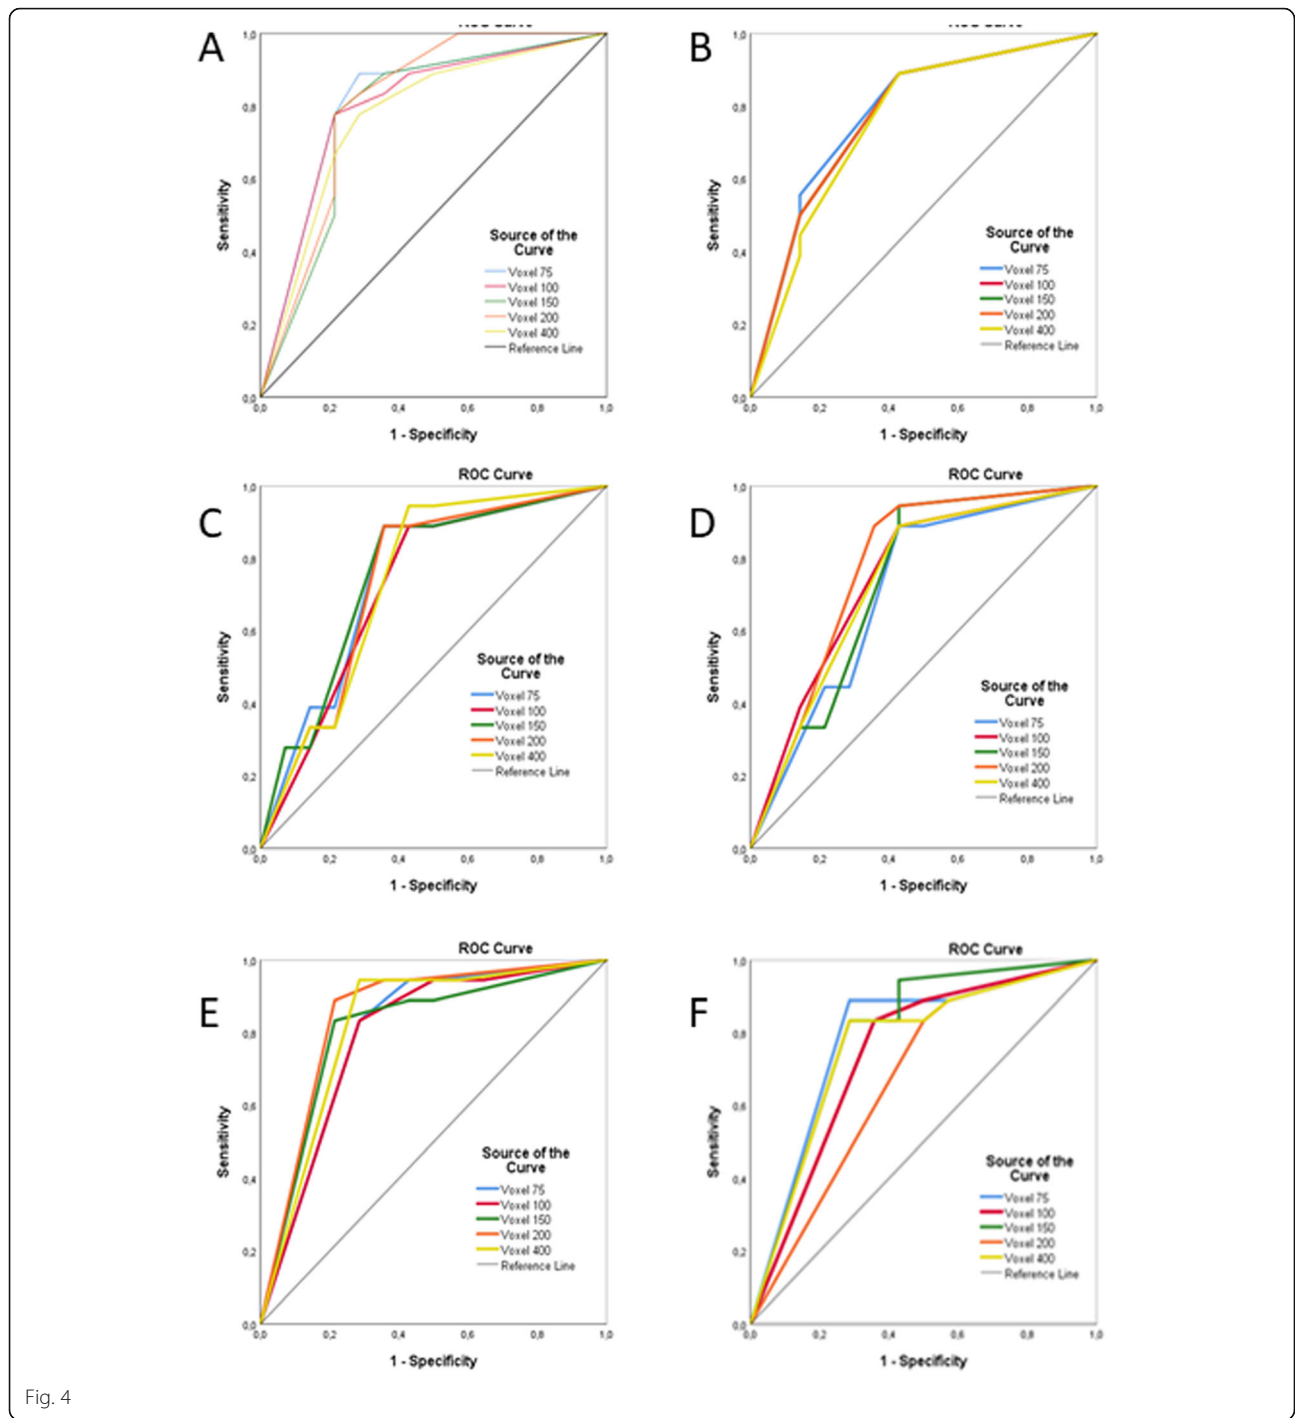 ROC Curve
ROC Curve
A
1,0
0,8
0,6
0,4
0,2
0,0
Sensitivity
Source of the
Curve
Voxel 75
Voxel 100
Voxel 150
Voxel 200
Voxel 400
Reference Line
0,0 0,2 0,4 0,6 0,8 1,0
1 - Specificity
B
1,0
0,8
0,6
0,4
0,2
0,0
Sensitivity
Source of the
Curve
Voxel 75
Voxel 100
Voxel 150
Voxel 200
Voxel 400
Reference Line
0,0 0,2 0,4 0,6 0,8 1,0
1 - Specificity
ROC Curve
C
1,0
0,8
0,6
0,4
0,2
0,0
Sensitivity
Source of the
Curve
Voxel 75
Voxel 100
Voxel 150
Voxel 200
Voxel 400
Reference Line
0,0 0,2 0,4 0,6 0,8 1,0
1 - Specificity
ROC Curve
D
1,0
0,8
0,6
0,4
0,2
0,0
Sensitivity
Source of the
Curve
Voxel 75
Voxel 100
Voxel 150
Voxel 200
Voxel 400
Reference Line
0,0 0,2 0,4 0,6 0,8 1,0
1 - Specificity
ROC Curve
E
1,0
0,8
0,6
0,4
0,2
0,0
Sensitivity
Source of the
Curve
Voxel 75
Voxel 100
Voxel 150
Voxel 200
Voxel 400
Reference Line
0,0 0,2 0,4 0,6 0,8 1,0
1 - Specificity
ROC Curve
F
1,0
0,8
0,6
0,4
0,2
0,0
Sensitivity
Source of the
Curve
Voxel 75
Voxel 100
Voxel 150
Voxel 200
Voxel 400
Reference Line
0,0 0,2 0,4 0,6 0,8 1,0
1 - Specificity
Fig. 4